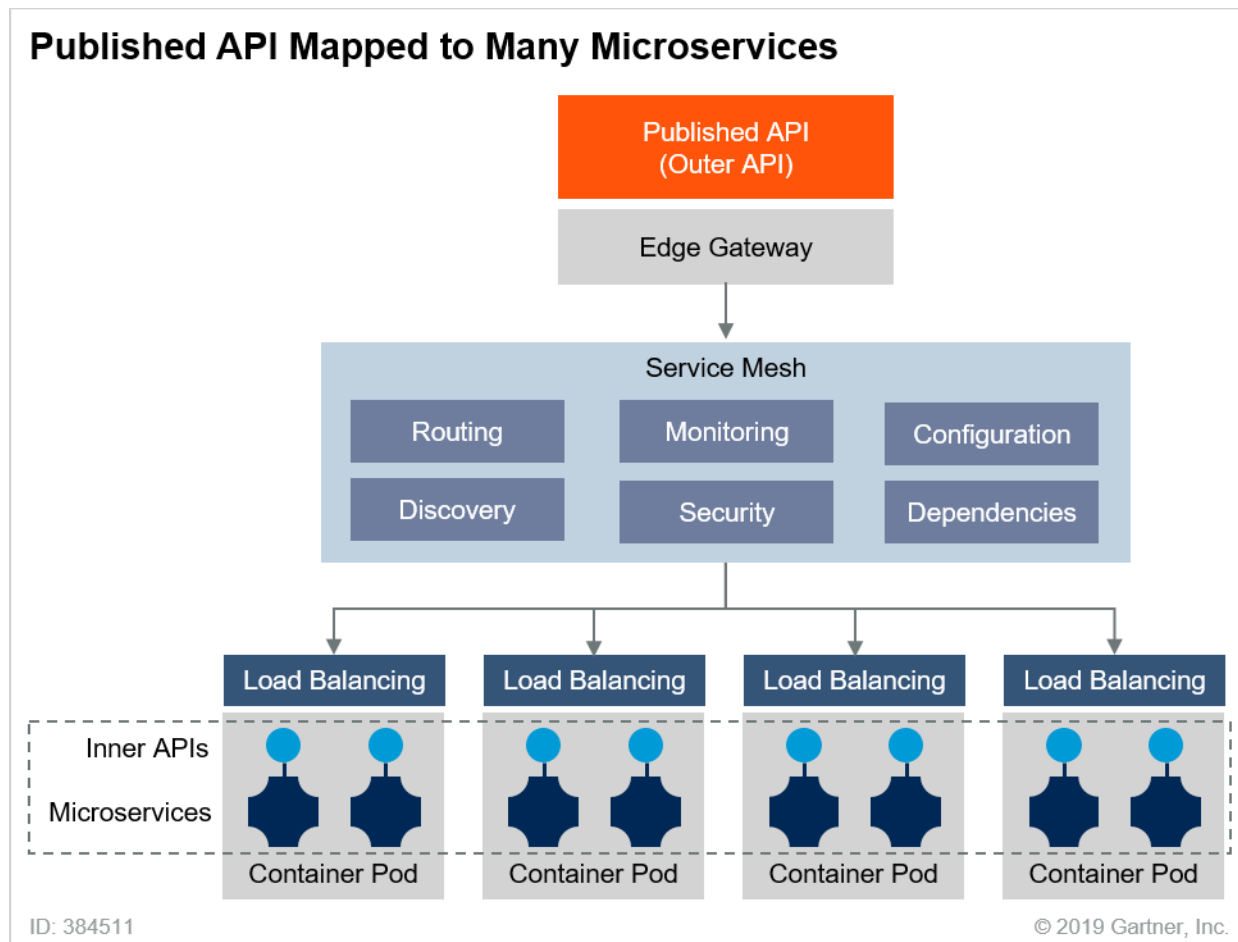 Published API Mapped to Many Microservices
Published API
(Outer API)
Edge Gateway
Service Mesh
Routing
Monitoring
Configuration
Discovery
Security
Dependencies
Load Balancing
Load Balancing
Load Balancing
Load Balancing
Inner APIs
Microservices
Container Pod
Container Pod
Container Pod
Container Pod
ID: 384511
© 2019 Gartner, Inc.